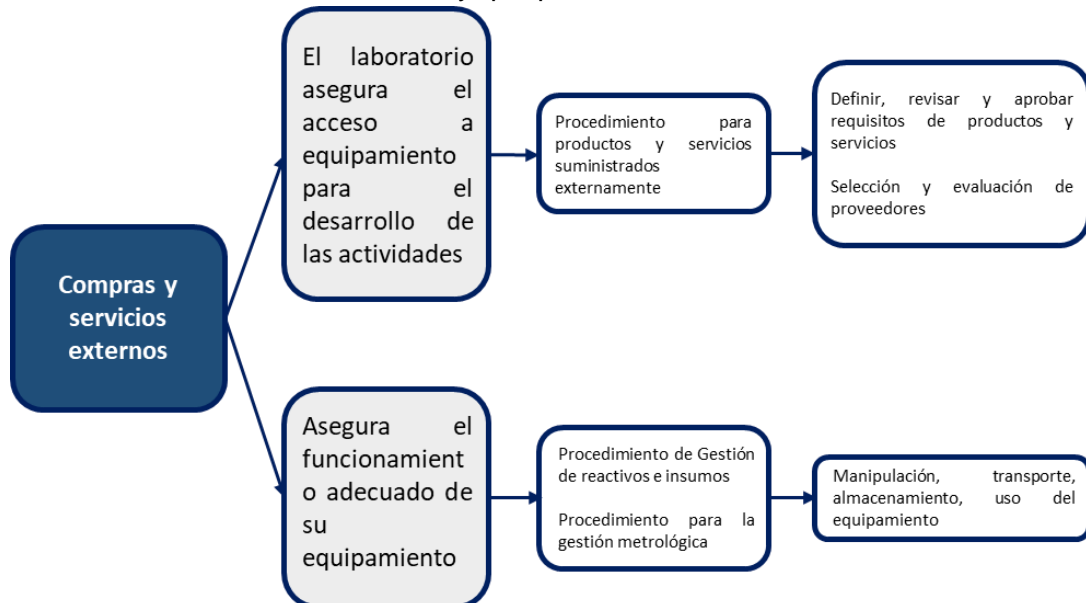 Compras y
servicios
externos
El laboratorio
asegura el
acceso a
equipamiento
para el
desarrollo de
las actividades
Procedimiento para
productos y servicios
suministrados
externamente
Definir, revisar y aprobar
requisitos de productos y
servicios
Selección y evaluación de
proveedores
Asegura el
funcionamient
o adecuado de
su
equipamiento
Procedimiento de Gestión
de reactivos e insumos
Procedimiento para la
gestión metrológica
Manipulación, transporte,
almacenamiento, uso del
equipamiento